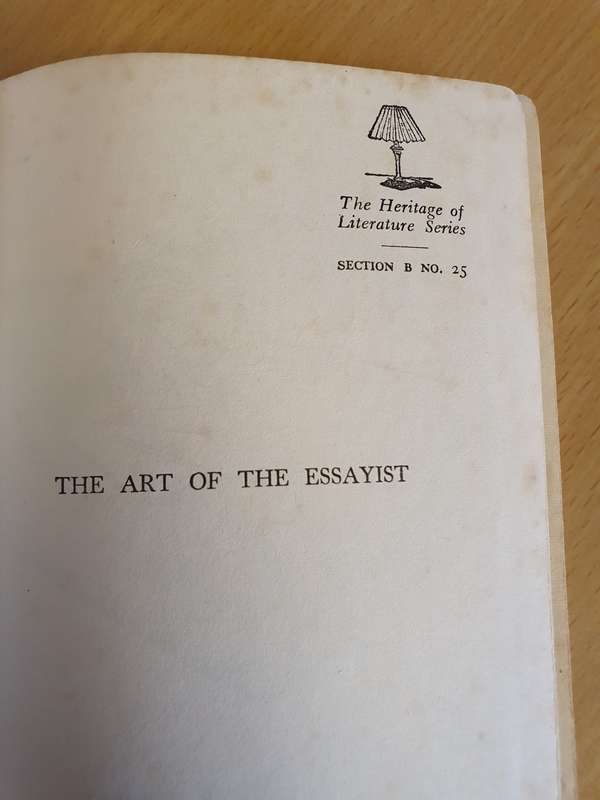 The Heritage of
Literature Series
SECTION B NO. 25
THE ART OF THE ESSAYIST